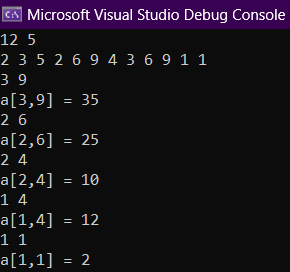 Microsoft Visual Studio Debug Console
12 5
2 3 5 2 6 9 4 3 6 9 1 1
3 9
a[3,9] = 35
2 6
a[2,6] = 25
2 4
a[2,4] = 10
1 4
a[1,4] = 12
1 1
a[1,1] = 2